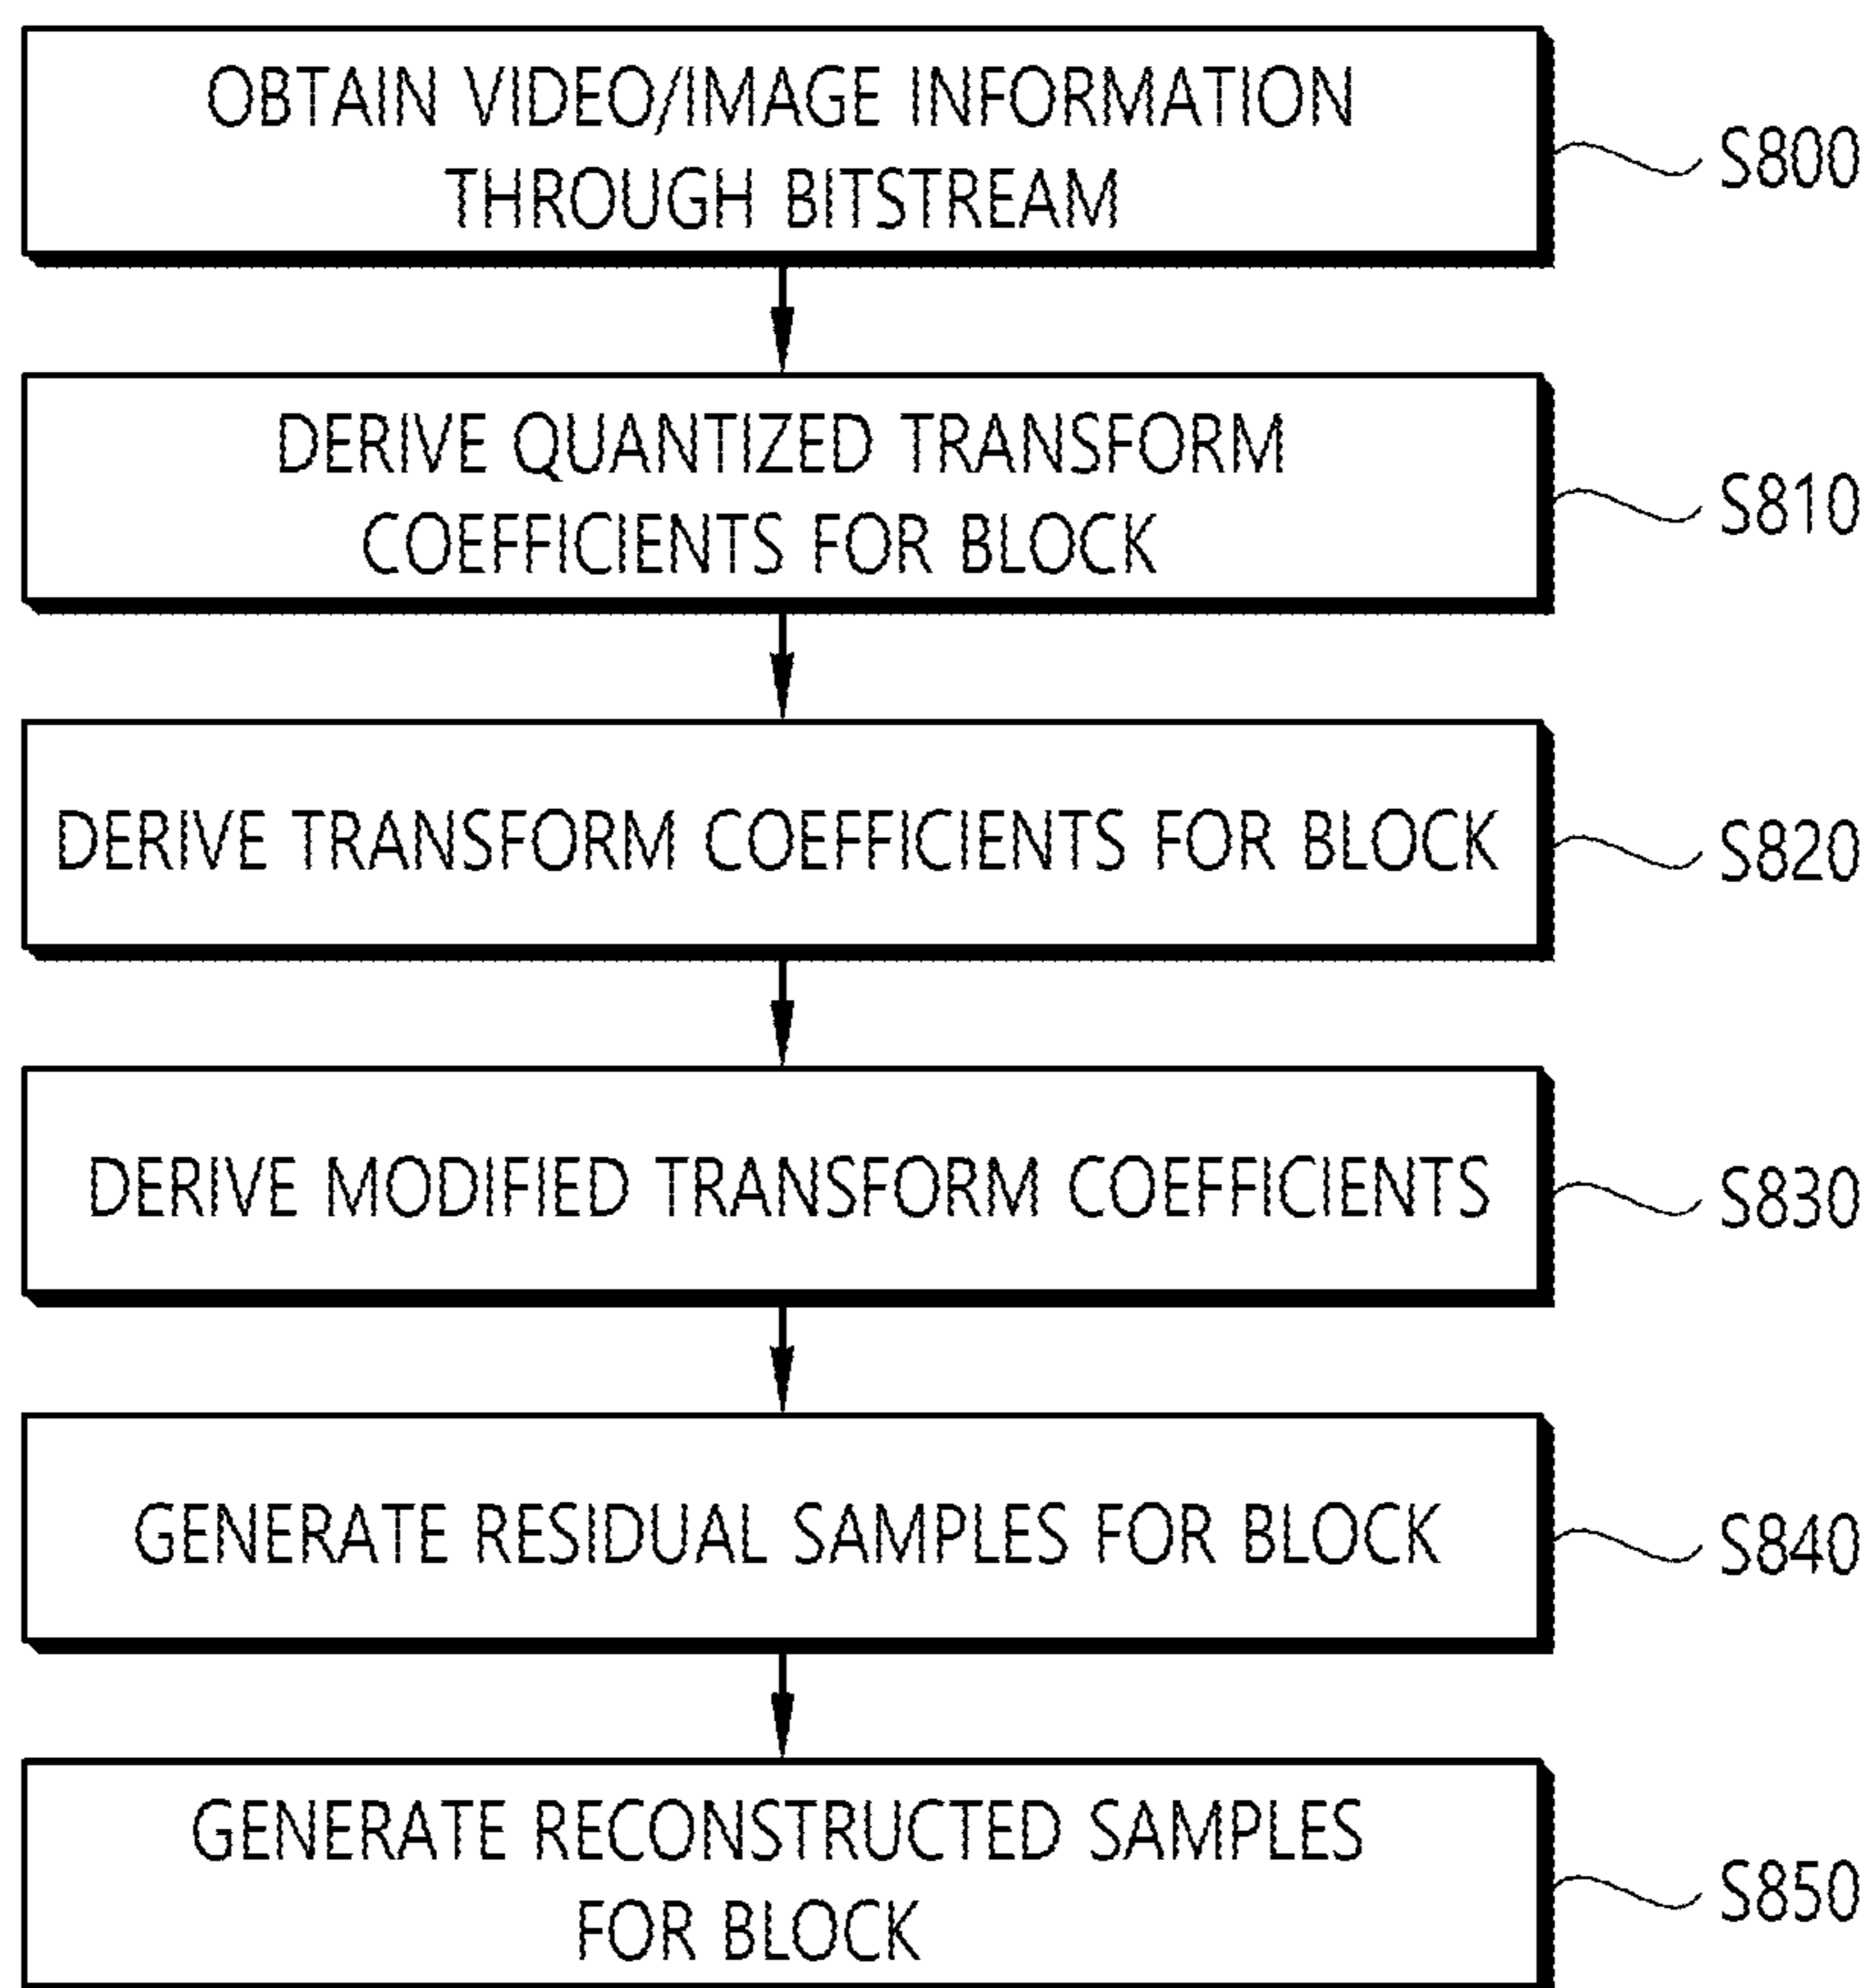 OBTAIN VIDEO/IMAGE INFORMATION
THROUGH BITSTREAM
S800
DERIVE QUANTIZED TRANSFORM
COEFFICIENTS FOR BLOCK
S810
DERIVE TRANSFORM COEFFICIENTS FOR BLOCK
S820
DERIVE MODIFIED TRANSFORM COEFFICIENTS
S830
GENERATE RESIDUAL SAMPLES FOR BLOCK
S840
GENERATE RECONSTRUCTED SAMPLES
FOR BLOCK
S850